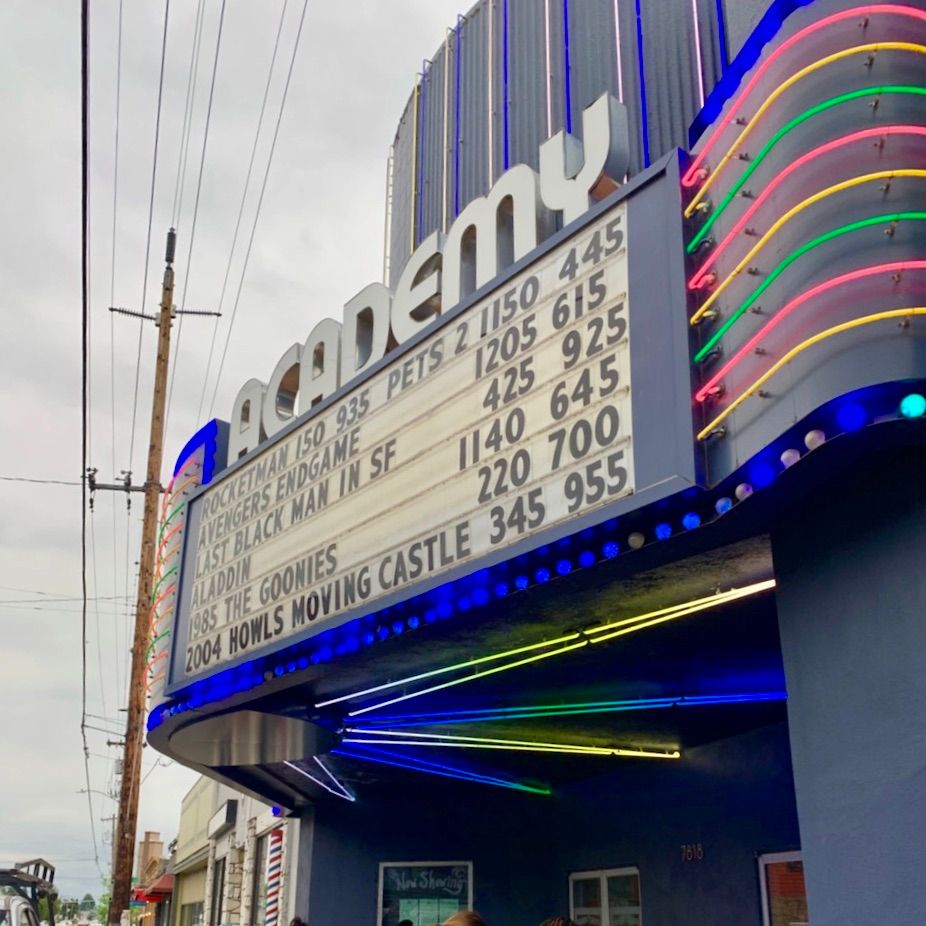 ACADEMY
ROCKETMAN 150 935 PETS 2 1150 445
AVENGERS ENDGAME 1205 615
LAST BLACK MAN IN SF 425 925
ALADDIN 1140 645
1985 THE GOONIES 220 700
2004 HOWLS MOVING CASTLE 345 955
7818
Now Showing